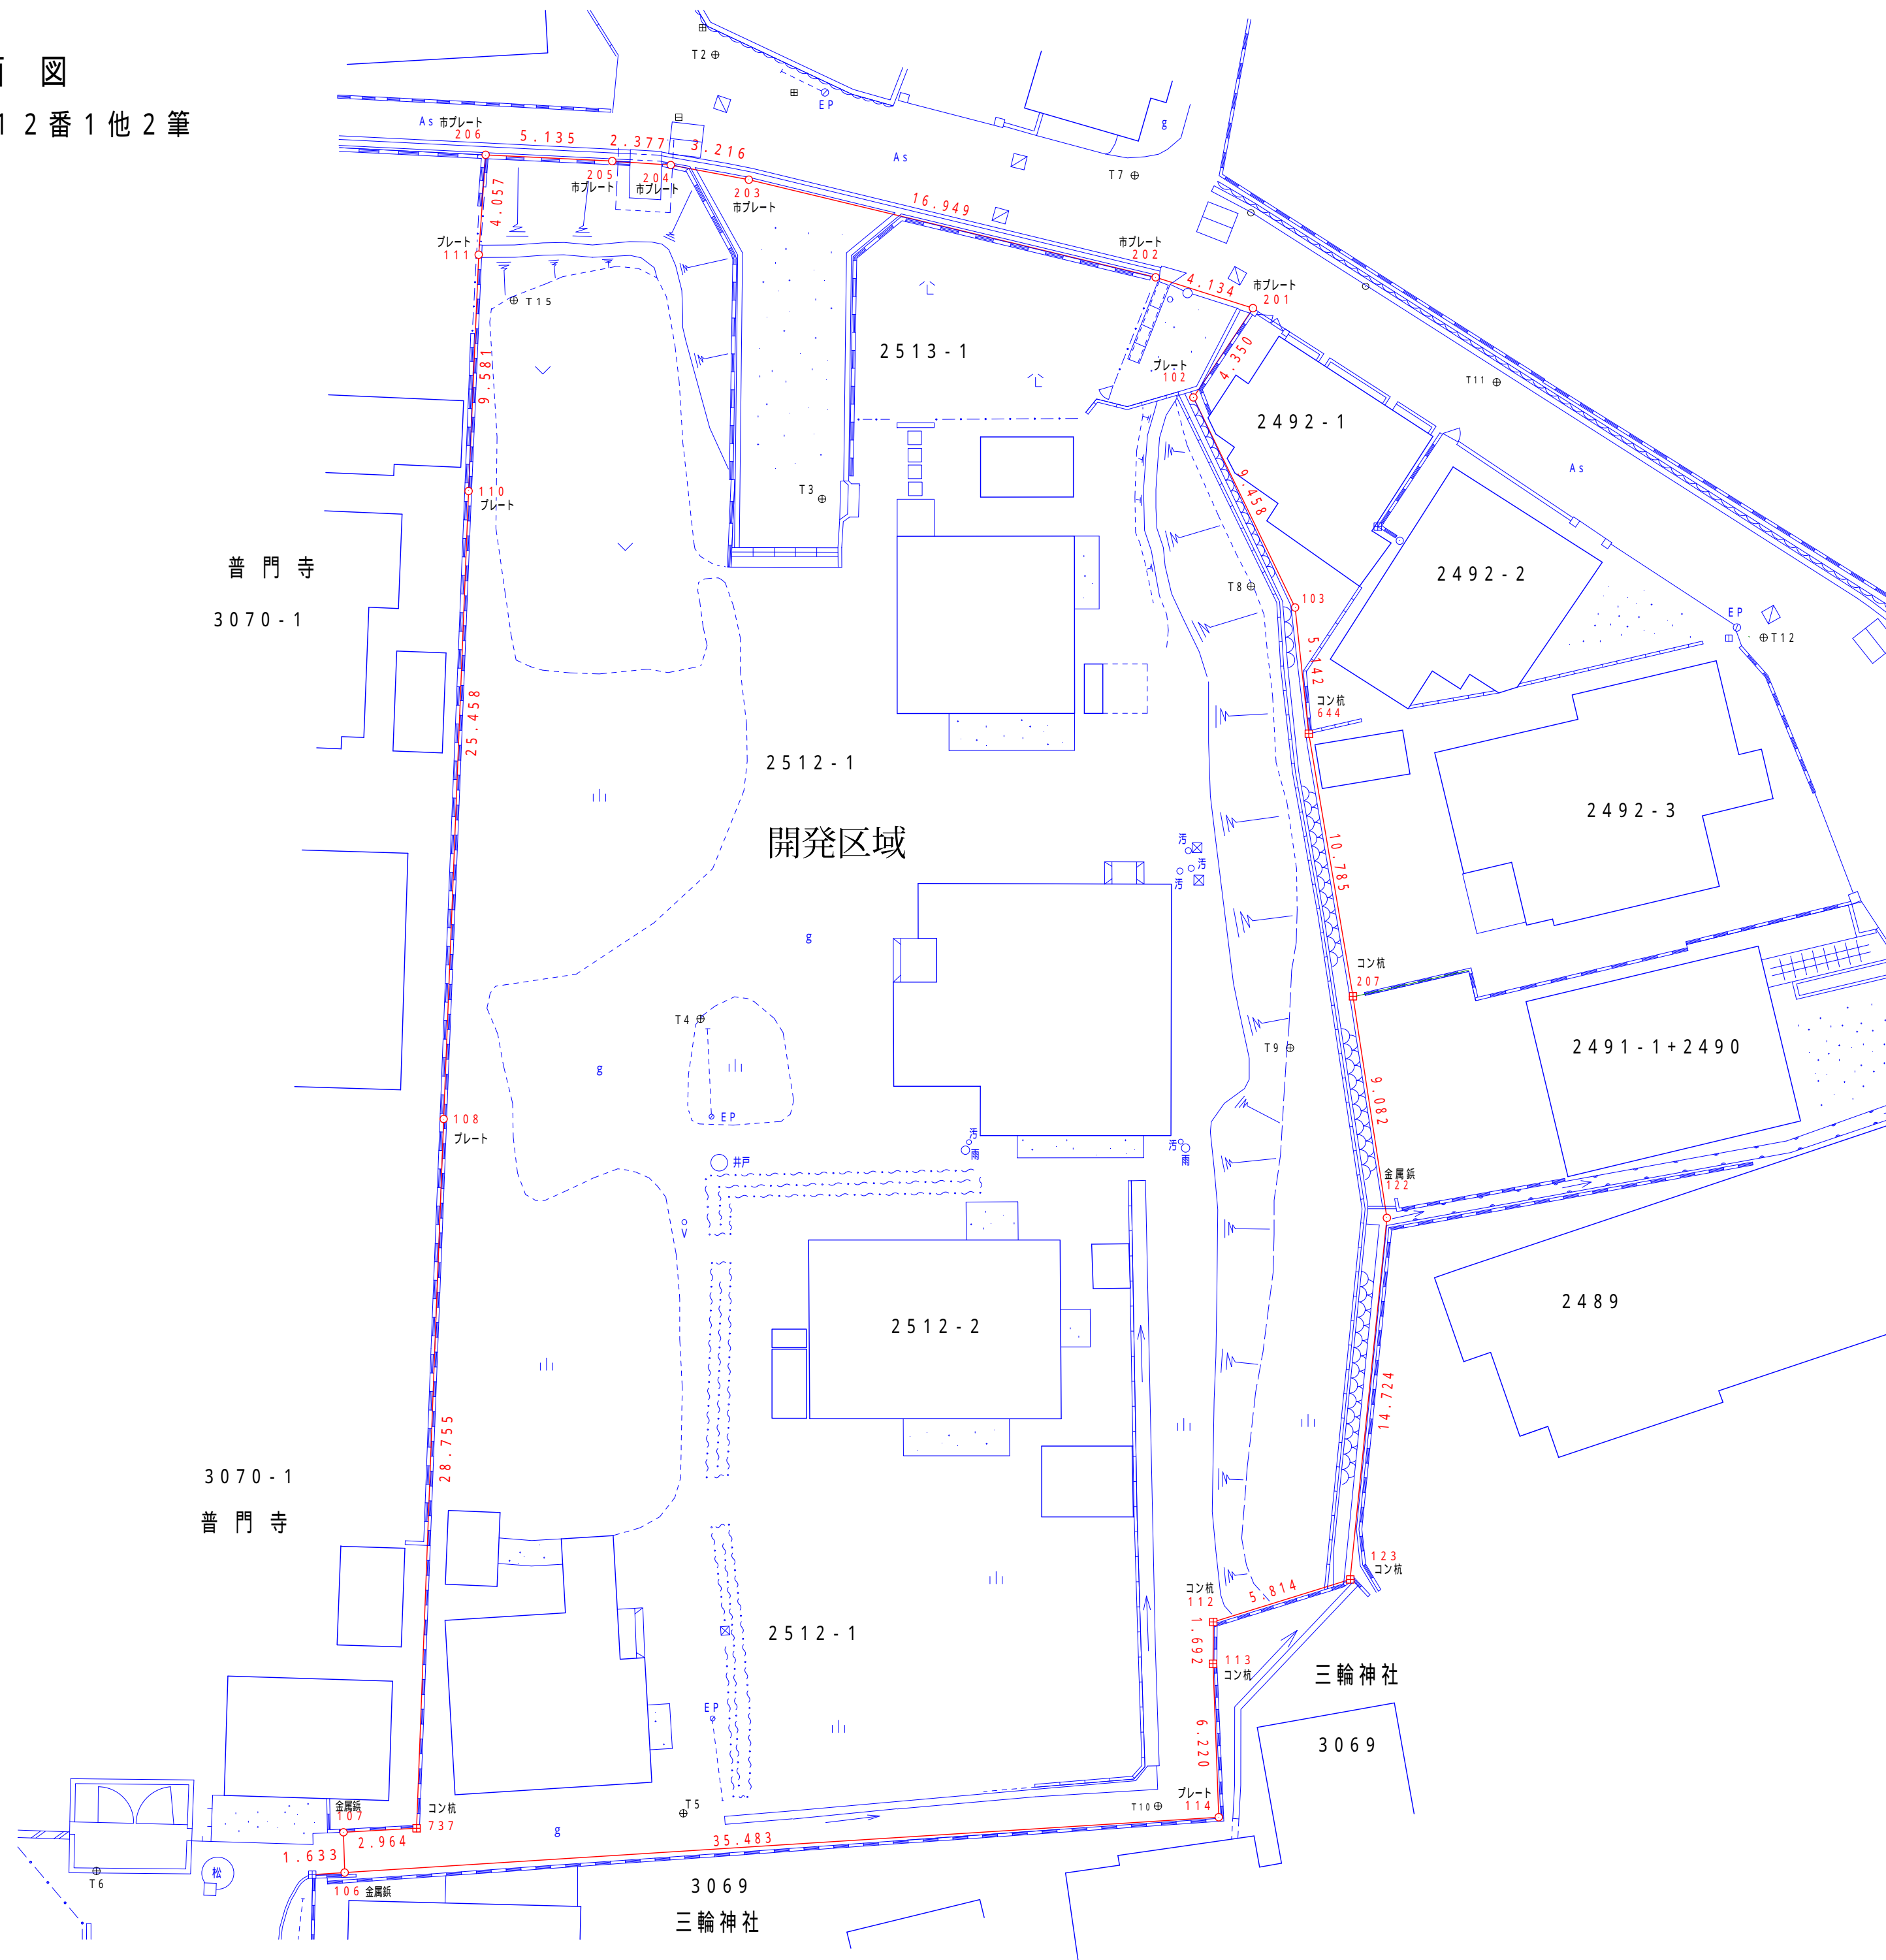 図
12番1他2筆
T2
EP
As
市プレート
206
5.135
2.377
3.216
As
g
T7
205
市プレート
204
市プレート
203
市プレート
16.949
4.057
プレート
111
市プレート
202
4.134
市プレート
201
T15
2513-1
プレート
102
4.350
T11
9.581
2492-1
As
110
プレート
T3
9.458
普門寺
3070-1
2492-2
T8
103
EP
T12
5.142
コン杭
644
25.458
2512-1
開発区域
2492-3
汚
汚
汚
10.785
g
コン杭
207
T4
T9
2491-1+2490
g
EP
9.082
108
プレート
汚
雨
汚
雨
井戸
金属鋲
122
2489
2512-2
14.724
28.755
3070-1
普門寺
123
コン杭
コン杭
112
5.814
1.692
2512-1
113
コン杭
三輪神社
EP
6.220
3069
プレート
114
T10
T5
金属鋲
107
コン杭
737
g
2.964
35.483
1.633
松
T6
106 金属鋲
3069
三輪神社